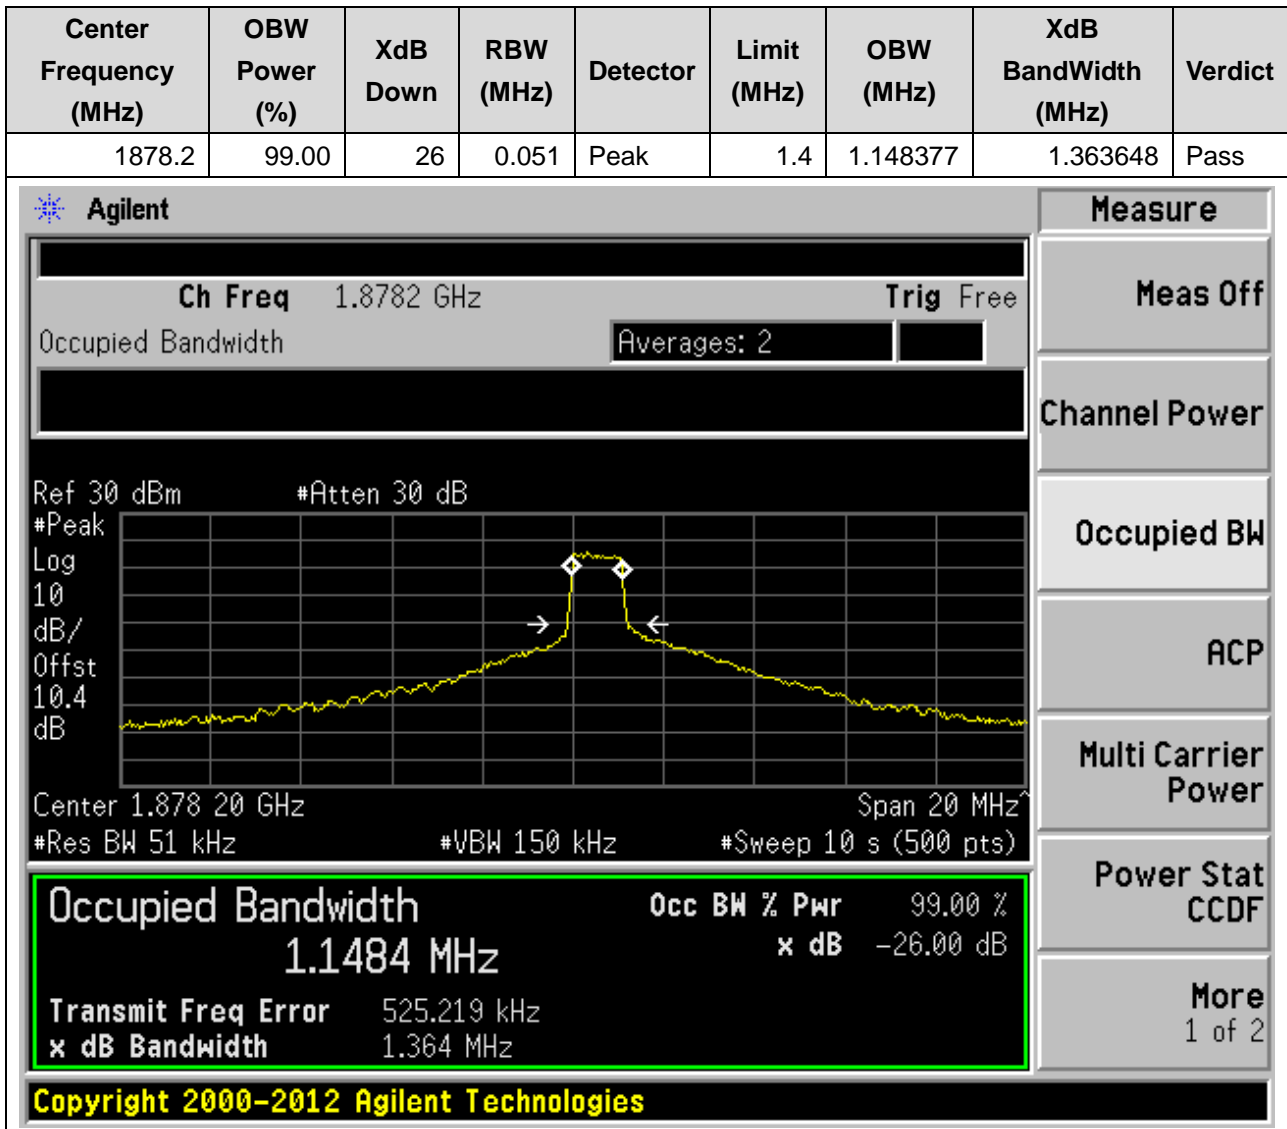 Center Frequency (MHz) OBW Power (%) XdB Down RBW (MHz) Detector Limit (MHz) OBW (MHz) XdB BandWidth (MHz) Verdict
1878.2 99.00 26 0.051 Peak 1.4 1.148377 1.363648 Pass
Agilent
Measure
Ch Freq 1.8782 GHz Trig Free
Occupied Bandwidth Averages: 2
Ref 30 dBm #Atten 30 dB
#Peak
Log
10
dB/
Offst
10.4
dB
Center 1.878 20 GHz Span 20 MHz^
#Res BW 51 kHz #VBW 150 kHz #Sweep 10 s (500 pts)
Occupied Bandwidth Occ BW % Pwr 99.00 %
1.1484 MHz x dB -26.00 dB
Transmit Freq Error 525.219 kHz
x dB Bandwidth 1.364 MHz
Meas Off
Channel Power
Occupied BW
ACP
Multi Carrier
Power
Power Stat
CCDF
More
1 of 2
Copyright 2000-2012 Agilent Technologies